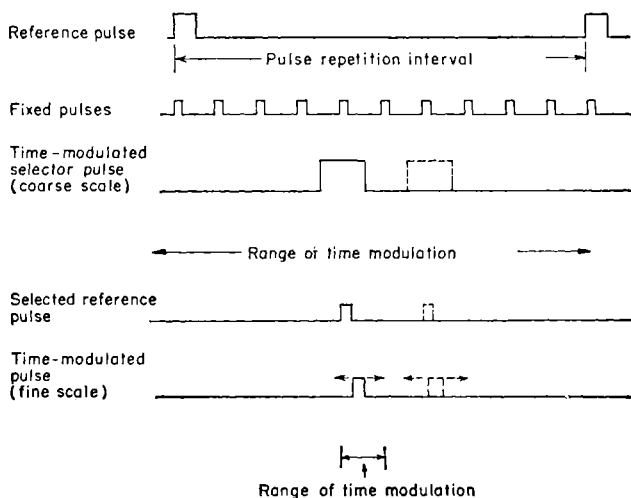 Reference pulse
Pulse repetition interval
Fixed pulses
Time-modulated
selector pulse
(coarse scale)
Range of time modulation
Selected reference
pulse
Time-modulated
pulse
(fine scale)
Range of time modulation